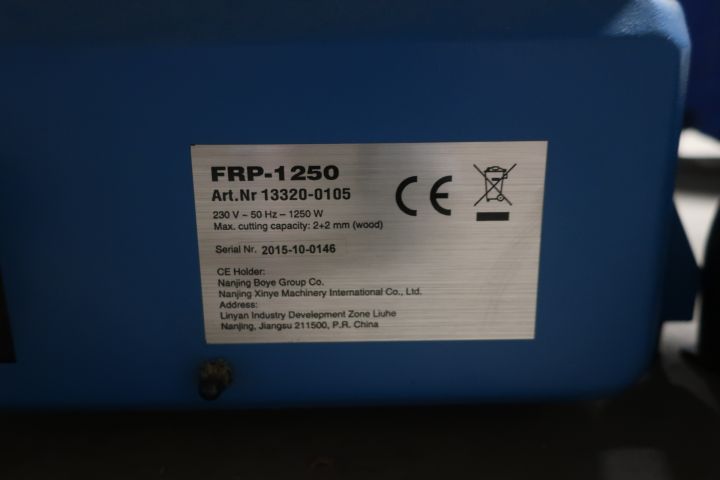 FRP-1250
Art.Nr 13320-0105
230 V ~ 50 Hz – 1250 W
Max. cutting capacity: 2+2 mm (wood)
Serial Nr. 2015-10-0146
CE Holder:
Nanjing Boye Group Co.
Nanjing Xinye Machinery International Co., Ltd.
Address:
Linyan Industry Develepment Zone Liuhe
Nanjing, Jiangsu 211500, P.R. China
CE